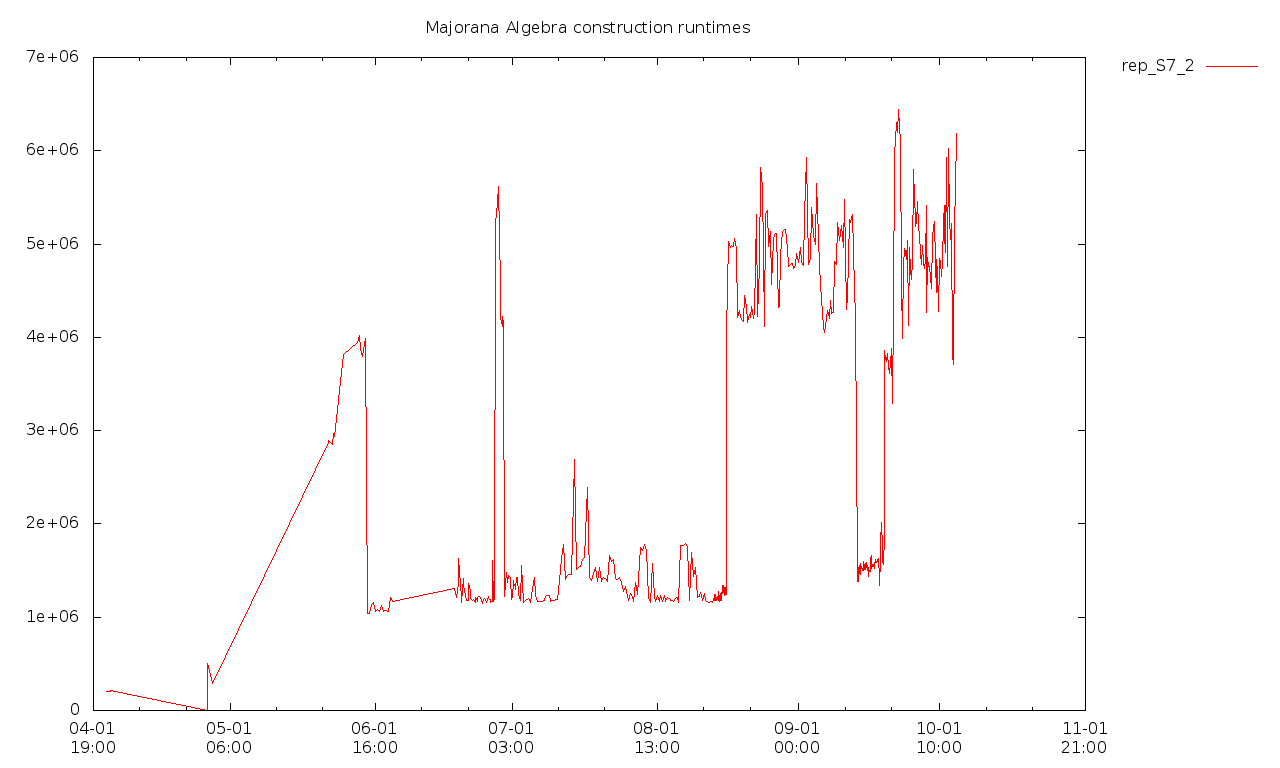 Majorana Algebra construction runtimes
rep_S7_2
7e+06
6e+06
5e+06
4e+06
3e+06
2e+06
1e+06
0
04-01 05-01 06-01 07-01 08-01 09-01 10-01 11-01
19:00 06:00 16:00 03:00 13:00 00:00 10:00 21:00